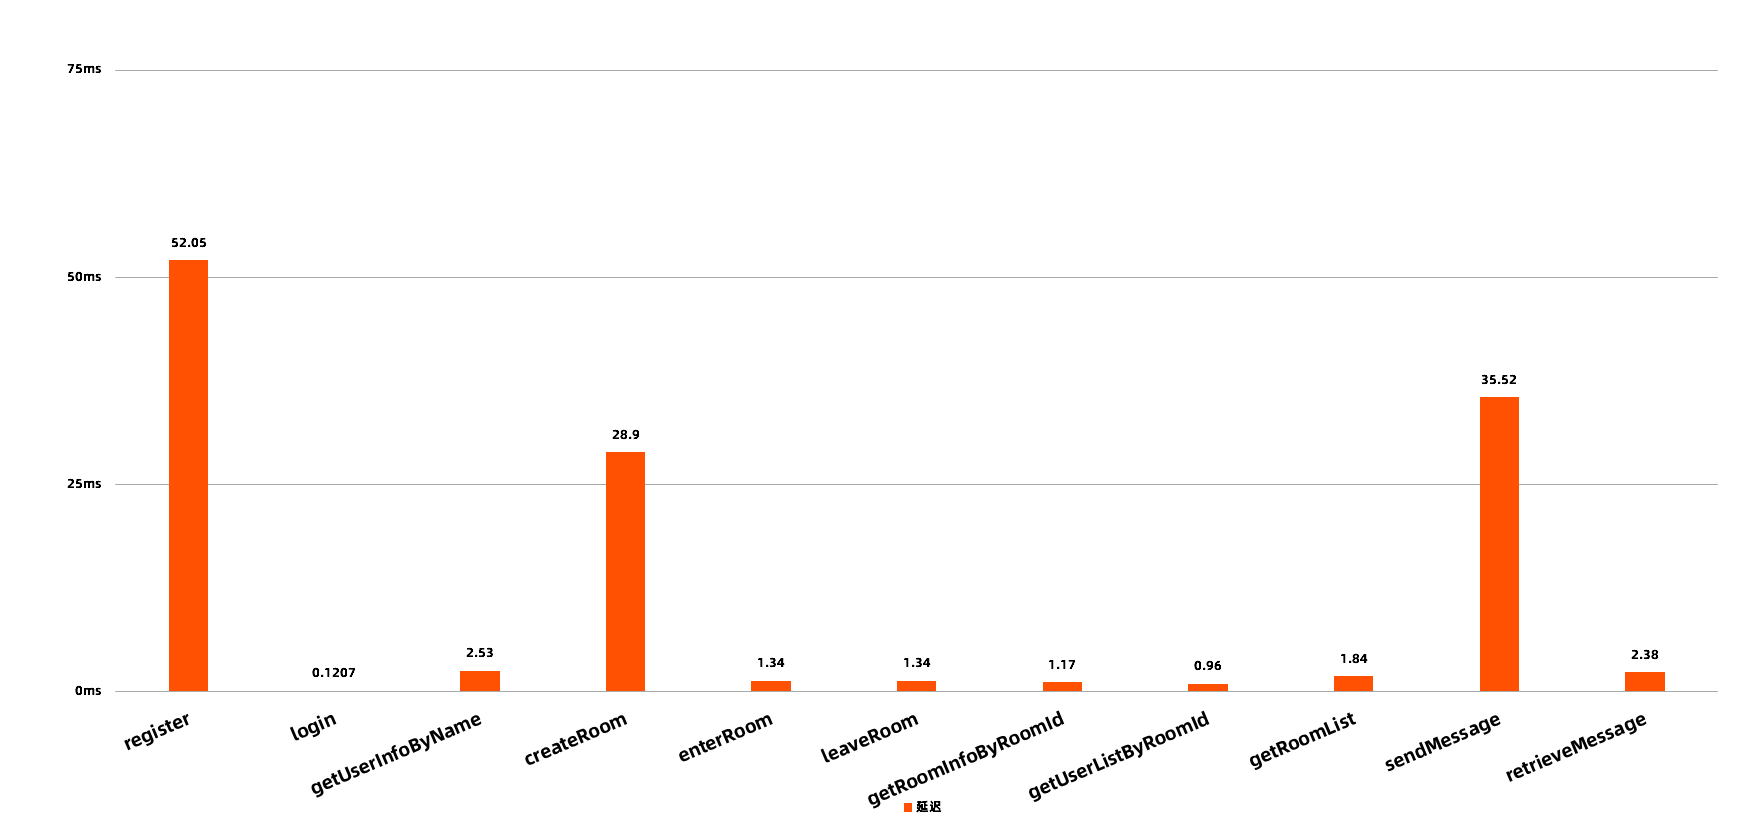 75ms
50ms
25ms
0ms
52.05
0.1207
2.53
28.9
1.34
1.34
1.17
0.96
1.84
35.52
2.38
register
login
getUserInfoByName
createRoom
enterRoom
leaveRoom
getRoomInfoByRoomId
getUserListByRoomId
getRoomList
sendMessage
retrieveMessage
延迟